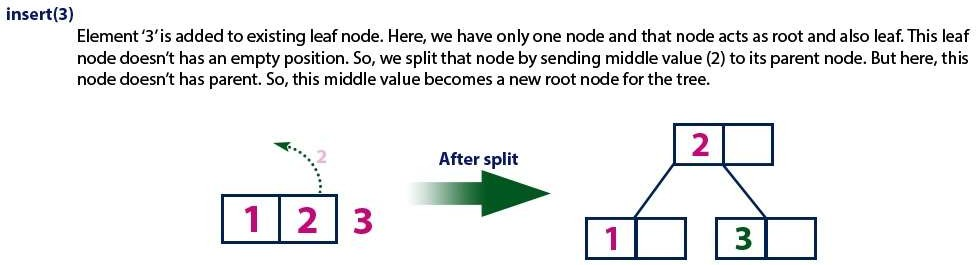 insert(3)
Element ‘3’ is added to existing leaf node. Here, we have only one node and that node acts as root and also leaf. This leaf
node doesn’t has an empty position. So, we split that node by sending middle value (2) to its parent node. But here, this
node doesn’t has parent. So, this middle value becomes a new root node for the tree.
2
After split
2
1 2 3
1 3